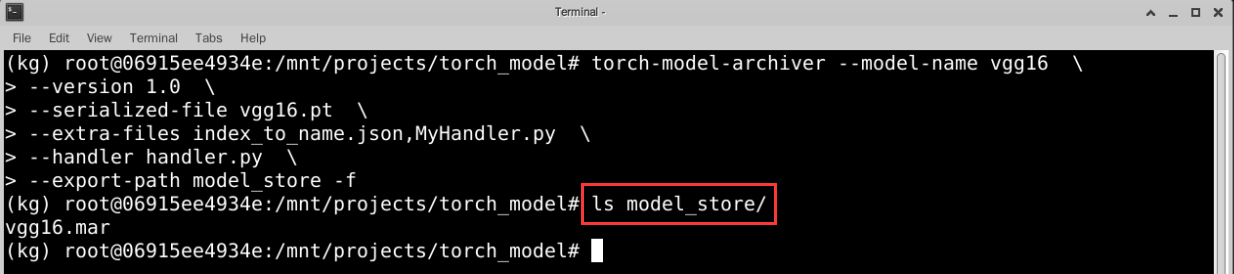 Terminal -
File Edit View Terminal Tabs Help
(kg) root@06915ee4934e:/mnt/projects/torch_model# torch-model-archiver --model-name vgg16 \
> --version 1.0 \
> --serialized-file vgg16.pt \
> --extra-files index_to_name.json,MyHandler.py \
> --handler handler.py \
> --export-path model_store -f
(kg) root@06915ee4934e:/mnt/projects/torch_model# ls model_store/
vgg16.mar
(kg) root@06915ee4934e:/mnt/projects/torch_model#